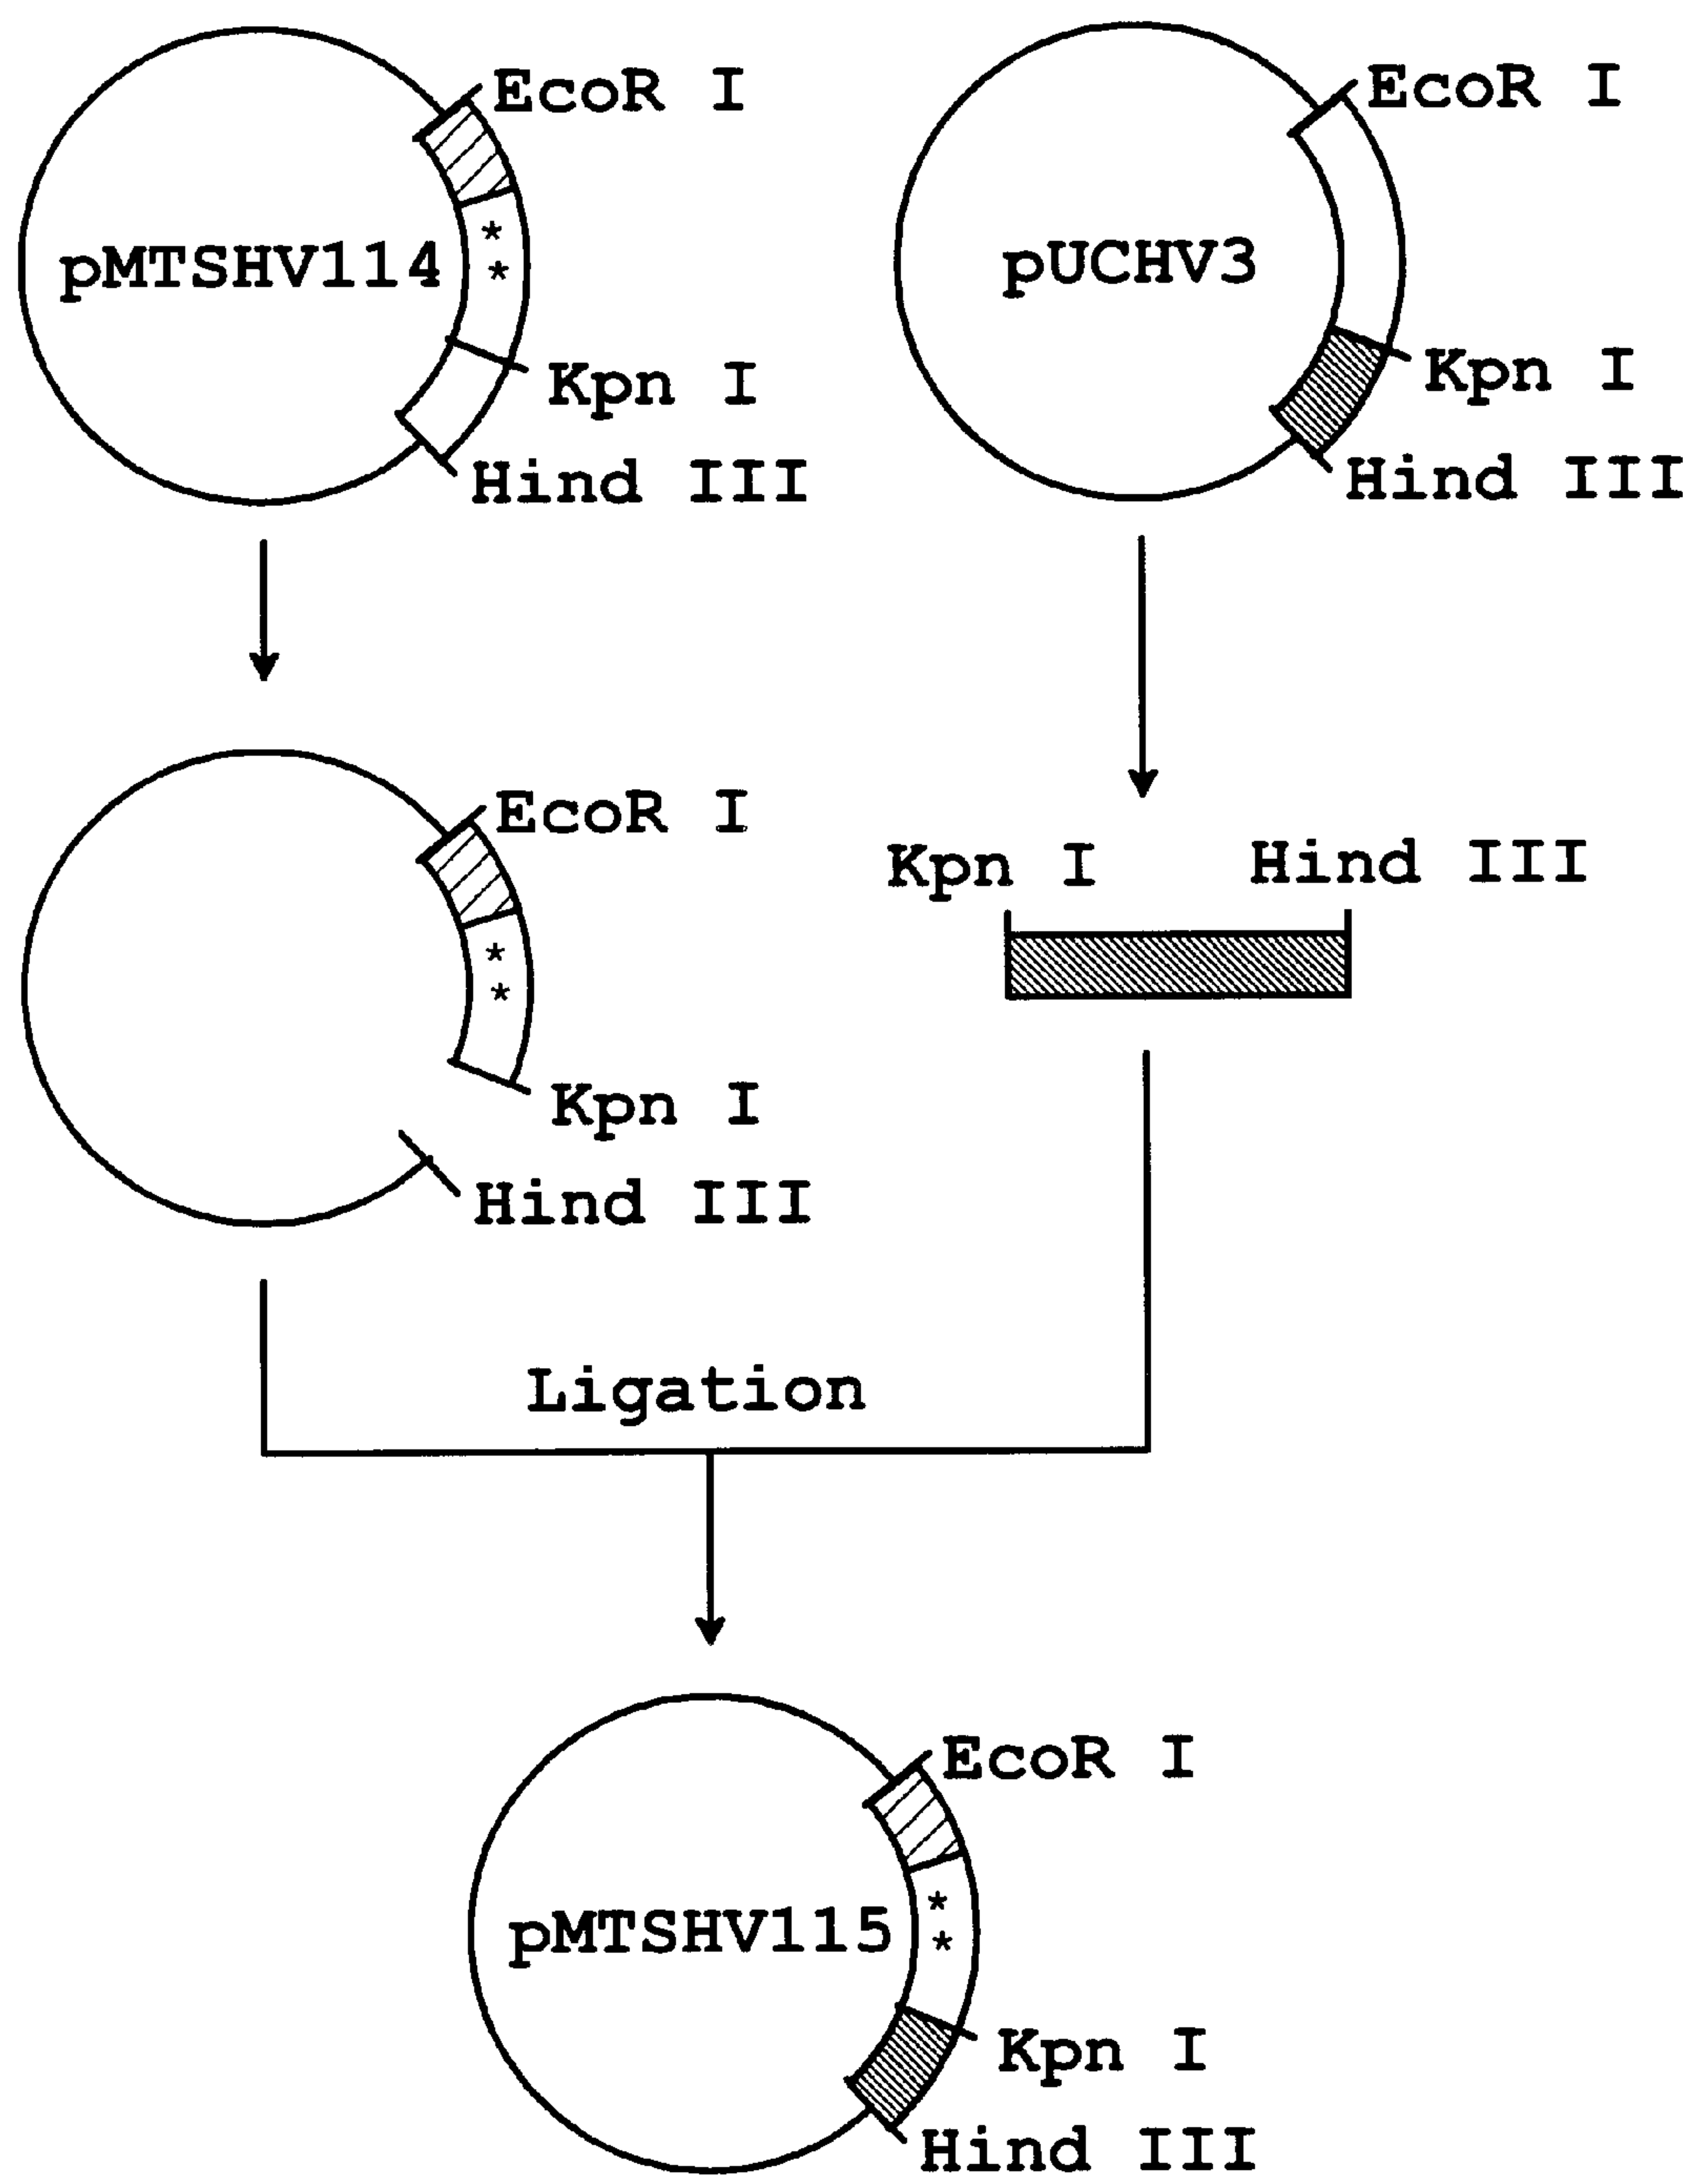 EcoR I
pMTSHV114
**
Kpn I
Hind III
EcoR I
pUCHV3
Kpn I
Hind III
EcoR I
**
Kpn I
Hind III
Kpn I Hind III
Ligation
EcoR I
pMTSHV115
**
Kpn I
Hind III